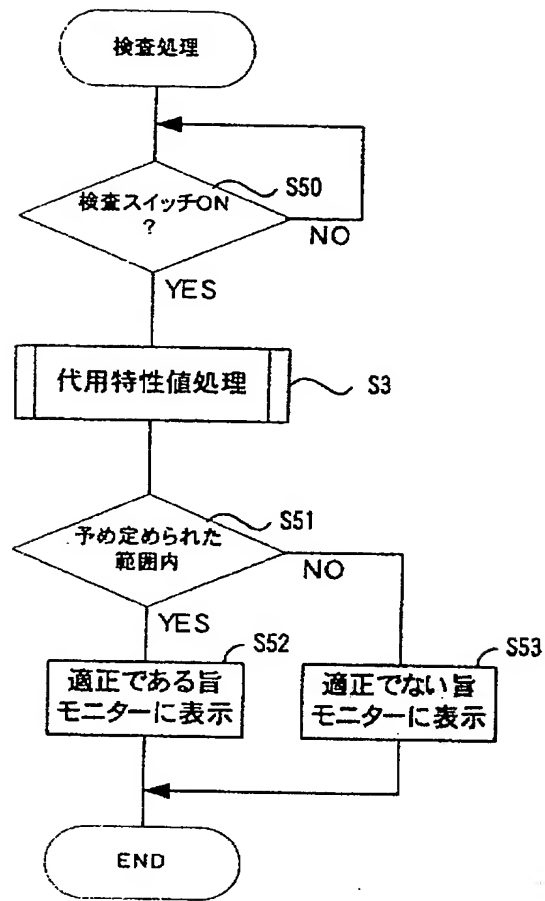 検査処理
S50
検査スイッチON
?
NO
YES
代用特性値処理
S3
S51
予め定められた
範囲内
NO
YES
S52
適正である旨
モニターに表示
S53
適正でない旨
モニターに表示
END